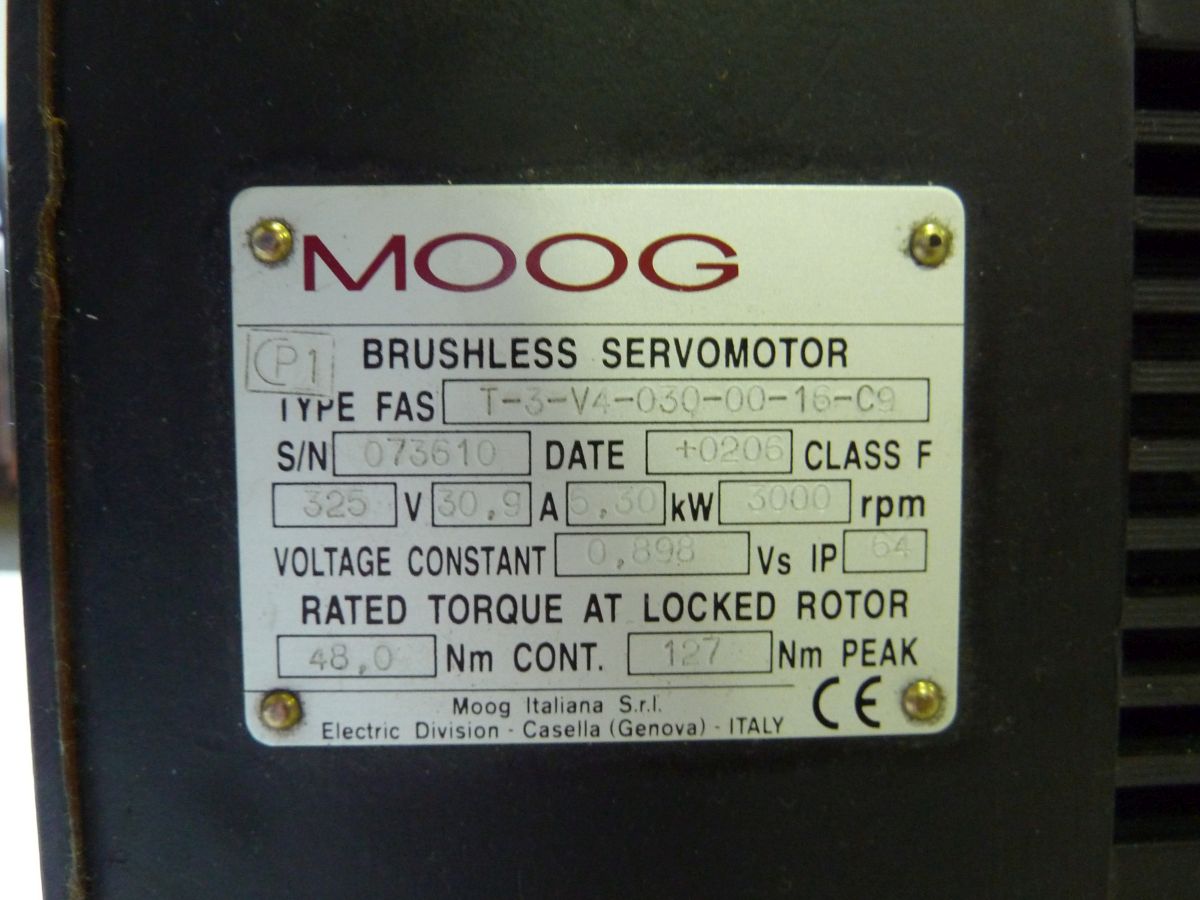 MOOG
CP1
BRUSHLESS SERVOMOTOR
TYPE FAS T-3-V4-030-00-16-C9
S/N 073610 DATE +0206 CLASS F
325 V 30,9 A 5,30 kW 3000 rpm
VOLTAGE CONSTANT 0,898 Vs IP 64
RATED TORQUE AT LOCKED ROTOR
48,0 Nm CONT. 127 Nm PEAK
Moog Italiana S.r.l.
Electric Division - Casella (Genova) - ITALY
CE